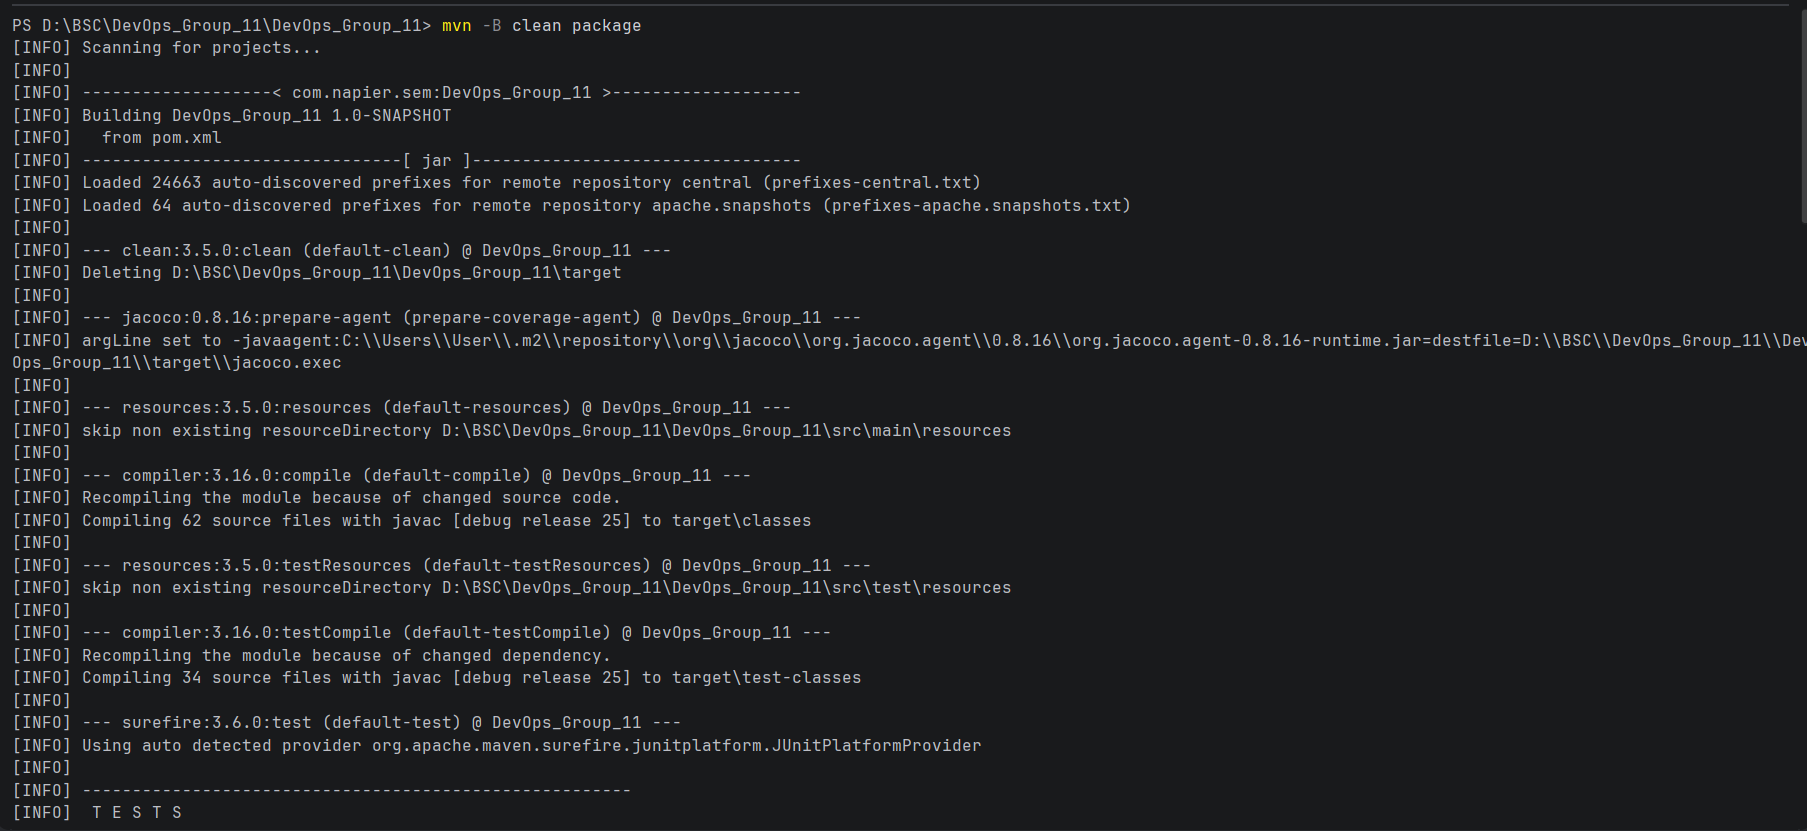 PS D:\BSC\DevOps_Group_11\DevOps_Group_11> mvn -B clean package
[INFO] Scanning for projects...
[INFO]
[INFO] -------------------< com.napier.sem:DevOps_Group_11 >-------------------
[INFO] Building DevOps_Group_11 1.0-SNAPSHOT
[INFO]   from pom.xml
[INFO] --------------------------------[ jar ]---------------------------------
[INFO] Loaded 24663 auto-discovered prefixes for remote repository central (prefixes-central.txt)
[INFO] Loaded 64 auto-discovered prefixes for remote repository apache.snapshots (prefixes-apache.snapshots.txt)
[INFO]
[INFO] --- clean:3.5.0:clean (default-clean) @ DevOps_Group_11 ---
[INFO] Deleting D:\BSC\DevOps_Group_11\DevOps_Group_11\target
[INFO]
[INFO] --- jacoco:0.8.16:prepare-agent (prepare-coverage-agent) @ DevOps_Group_11 ---
[INFO] argLine set to -javaagent:C:\\Users\\User\\.m2\\repository\\org\\jacoco\\org.jacoco.agent\\0.8.16\\org.jacoco.agent-0.8.16-runtime.jar=destfile=D:\\BSC\\DevOps_Group_11\\Dev
Ops_Group_11\\target\\jacoco.exec
[INFO]
[INFO] --- resources:3.5.0:resources (default-resources) @ DevOps_Group_11 ---
[INFO] skip non existing resourceDirectory D:\BSC\DevOps_Group_11\DevOps_Group_11\src\main\resources
[INFO]
[INFO] --- compiler:3.16.0:compile (default-compile) @ DevOps_Group_11 ---
[INFO] Recompiling the module because of changed source code.
[INFO] Compiling 62 source files with javac [debug release 25] to target\classes
[INFO]
[INFO] --- resources:3.5.0:testResources (default-testResources) @ DevOps_Group_11 ---
[INFO] skip non existing resourceDirectory D:\BSC\DevOps_Group_11\DevOps_Group_11\src\test\resources
[INFO]
[INFO] --- compiler:3.16.0:testCompile (default-testCompile) @ DevOps_Group_11 ---
[INFO] Recompiling the module because of changed dependency.
[INFO] Compiling 34 source files with javac [debug release 25] to target\test-classes
[INFO]
[INFO] --- surefire:3.6.0:test (default-test) @ DevOps_Group_11 ---
[INFO] Using auto detected provider org.apache.maven.surefire.junitplatform.JUnitPlatformProvider
[INFO]
[INFO] -------------------------------------------------------
[INFO]  T E S T S